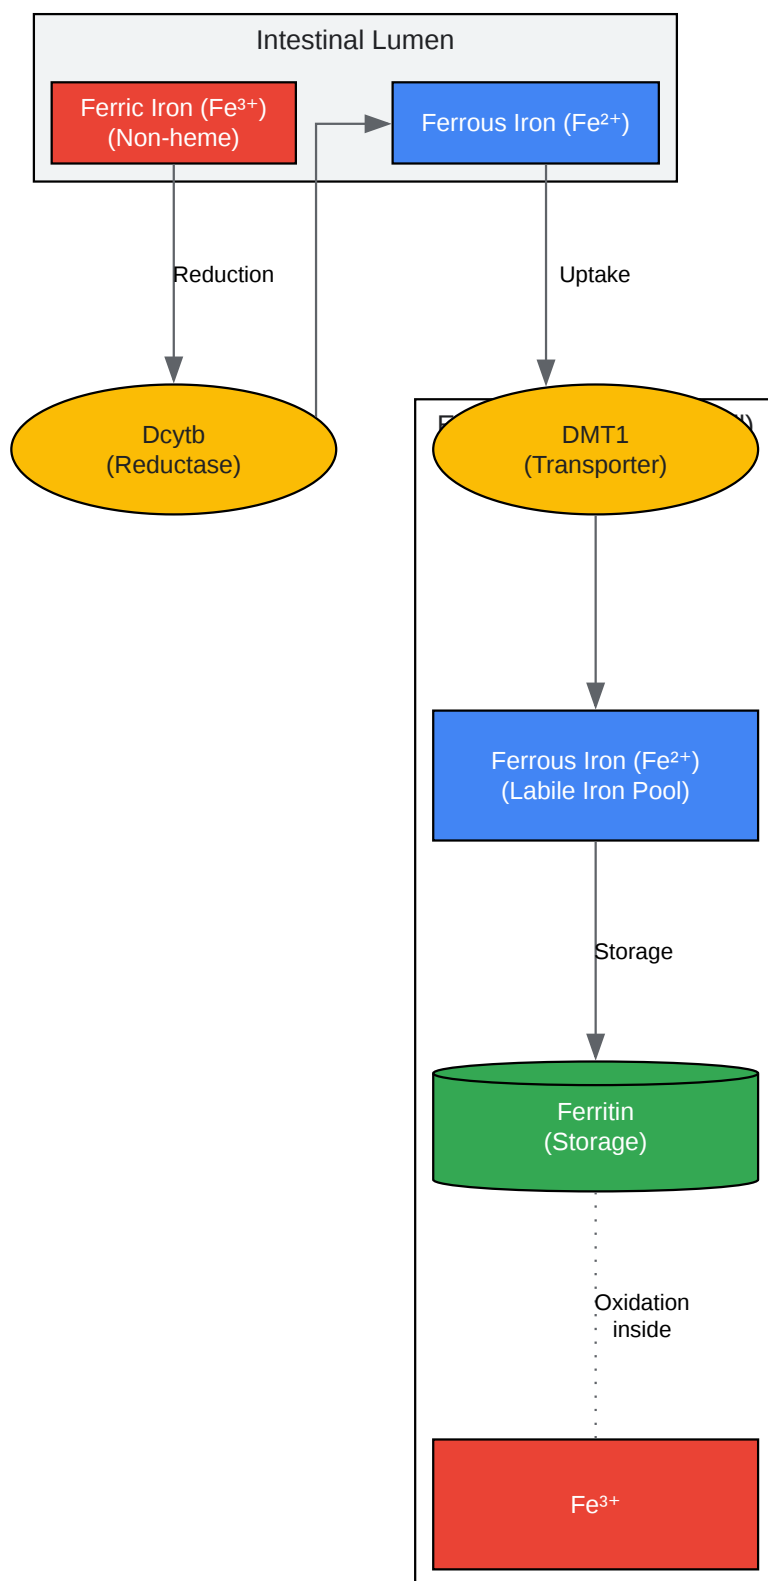 Intestinal Lumen
Ferric Iron (Fe³⁺)
(Non-heme)
Ferrous Iron (Fe²⁺)
Reduction
Uptake
Dcytb
(Reductase)
DMT1
(Transporter)
Ferrous Iron (Fe²⁺)
(Labile Iron Pool)
Storage
Ferritin
(Storage)
Oxidation
inside
Fe³⁺